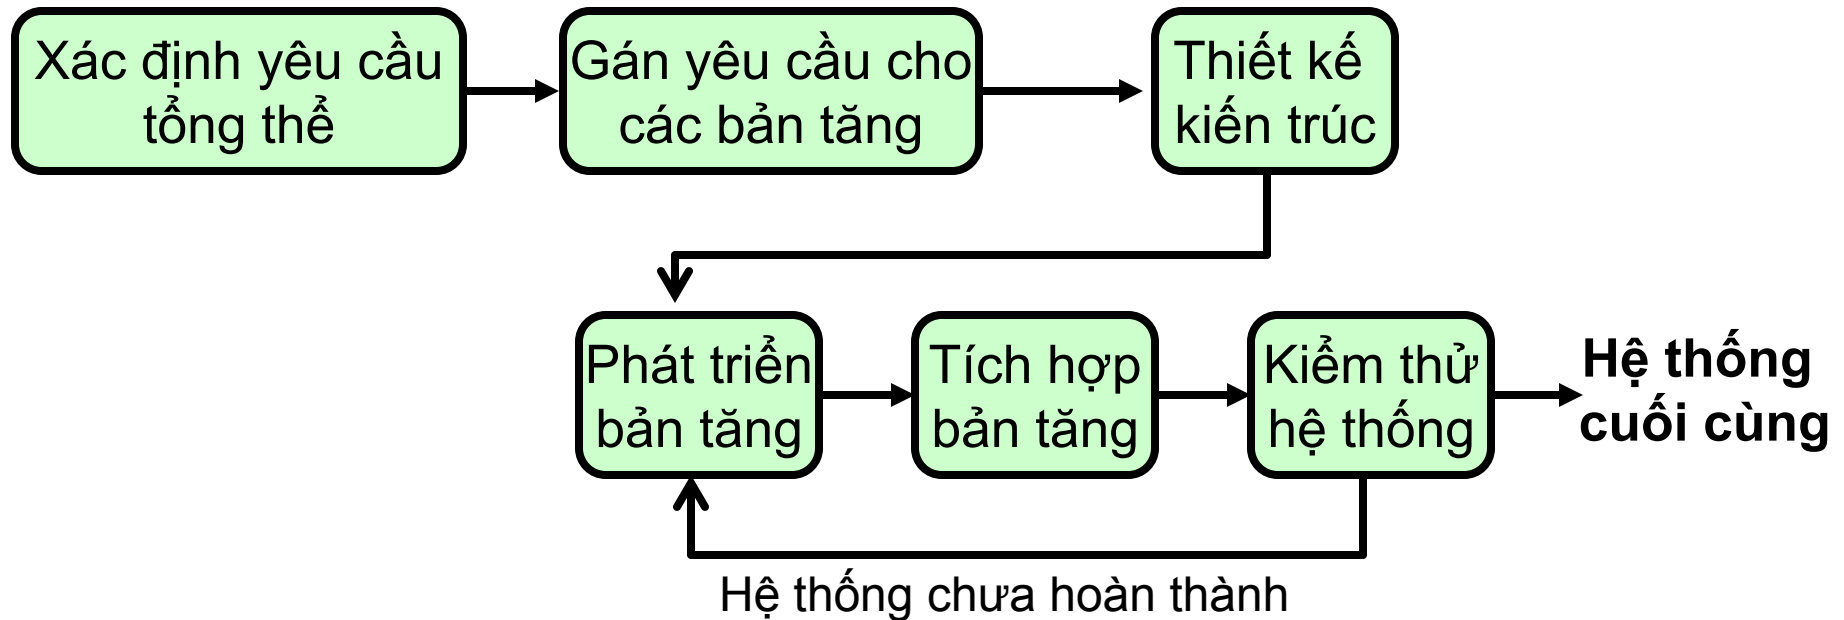 Xác định yêu cầu
tổng thể
Gán yêu cầu cho
các bản tăng
Thiết kế
kiến trúc
Phát triển
bản tăng
Tích hợp
bản tăng
Kiểm thử
hệ thống
Hệ thống
cuối cùng
Hệ thống chưa hoàn thành